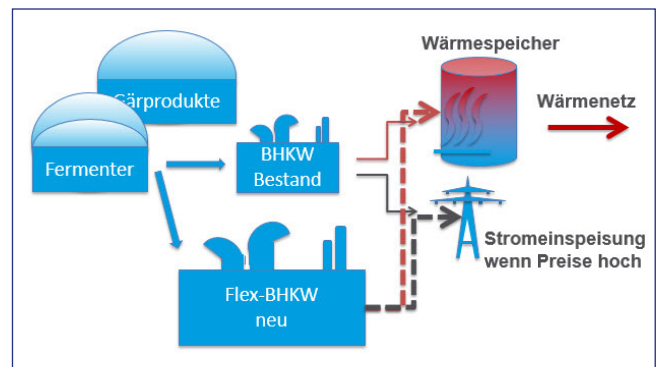 Wärmespeicher
Gärprodukte
Wärmenetz
Fermenter
BHKW
Bestand
Stromeinspeisung
wenn Preise hoch
Flex-BHKW
neu